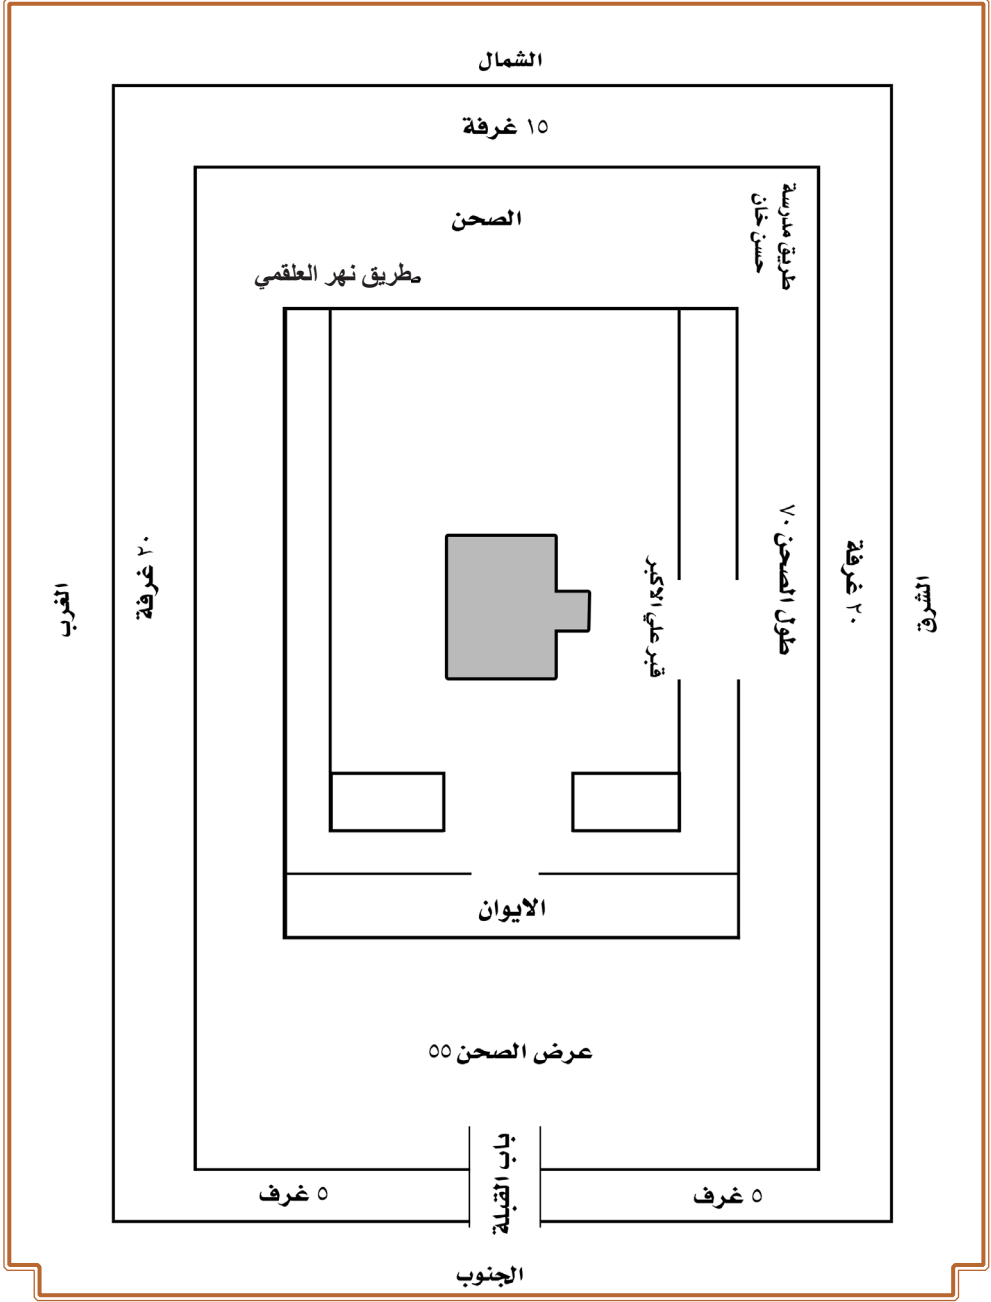 الشمال
١٥ غرفة
الصحن
طريق مدرسة
حسن خان
طريق نهر العلقمي
طول الصحن ٧٠
٢٠ غرفة
الشرق
قبر علي الاكبر
٢٠ غرفة
الغرب
الايوان
عرض الصحن ٥٥
باب القبلة
٥ غرف
٥ غرف
الجنوب